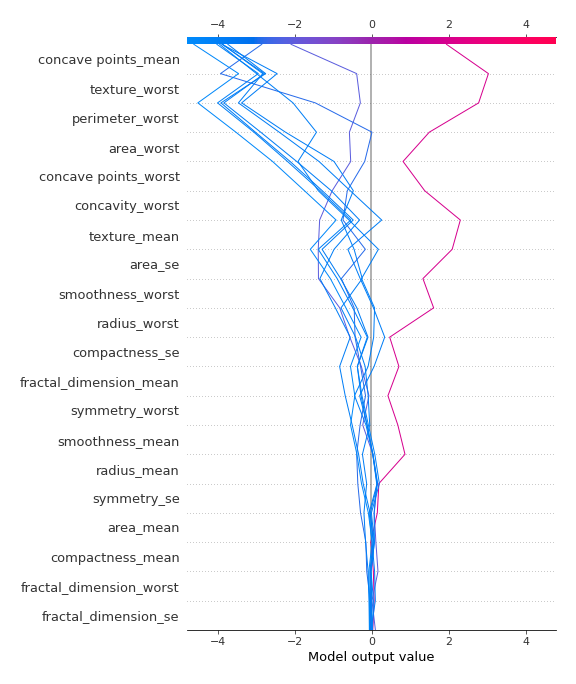 −4 −2 0 2 4
concave points_mean
texture_worst
perimeter_worst
area_worst
concave points_worst
concavity_worst
texture_mean
area_se
smoothness_worst
radius_worst
compactness_se
fractal_dimension_mean
symmetry_worst
smoothness_mean
radius_mean
symmetry_se
area_mean
compactness_mean
fractal_dimension_worst
fractal_dimension_se
−4 −2 0 2 4
Model output value